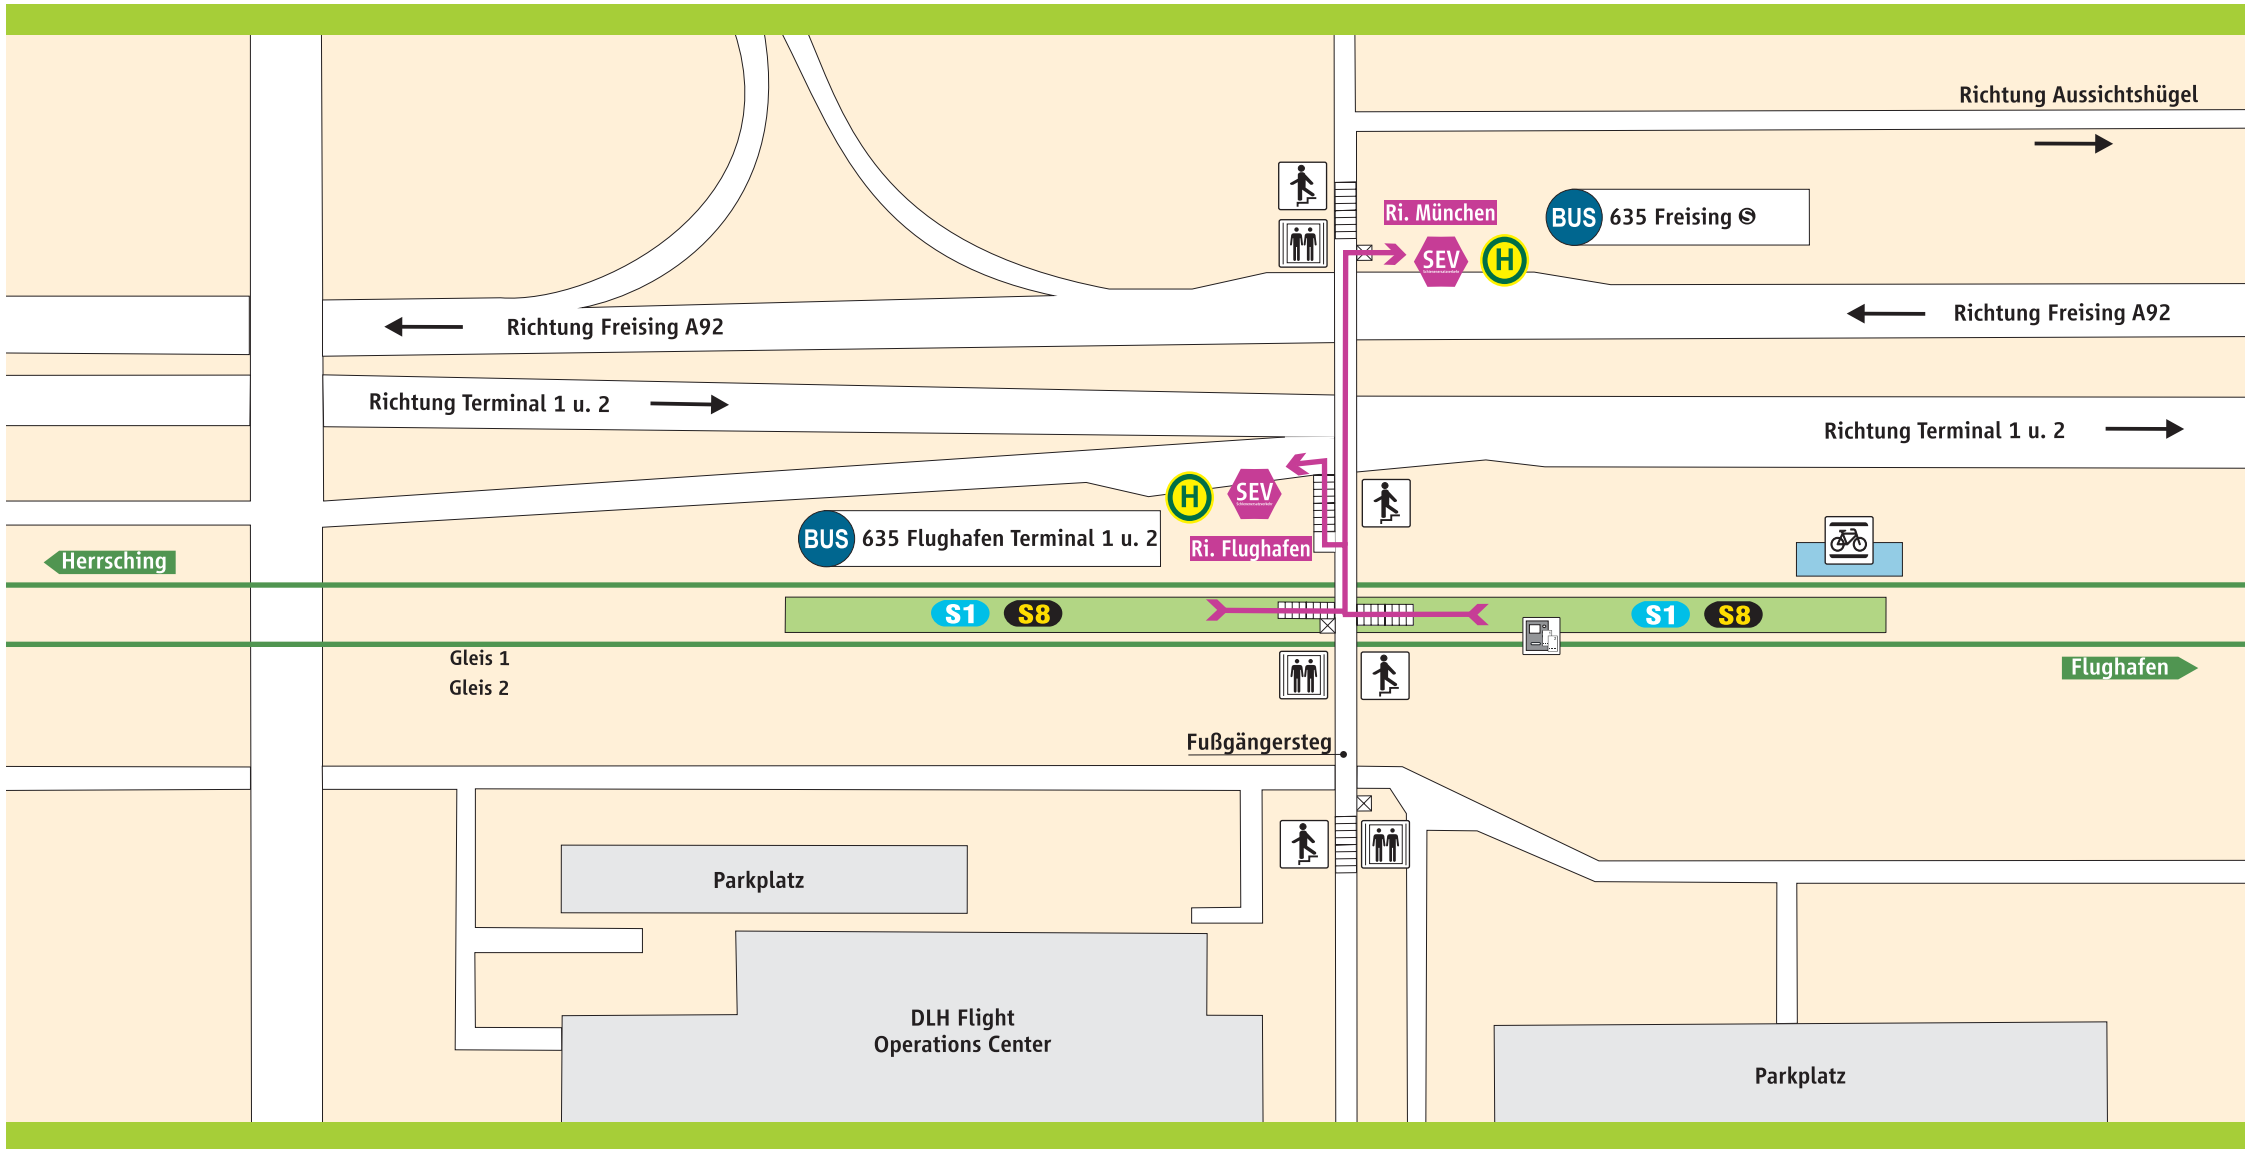 Richtung Aussichtshügel
Ri. München
BUS 635 Freising S
SEV
H
Richtung Freising A92
Richtung Freising A92
Richtung Terminal 1 u. 2
Richtung Terminal 1 u. 2
H
SEV
BUS 635 Flughafen Terminal 1 u. 2
Ri. Flughafen
Herrsching
S1 S8
S1 S8
Gleis 1
Gleis 2
Flughafen
Fußgängersteg
Parkplatz
DLH Flight
Operations Center
Parkplatz